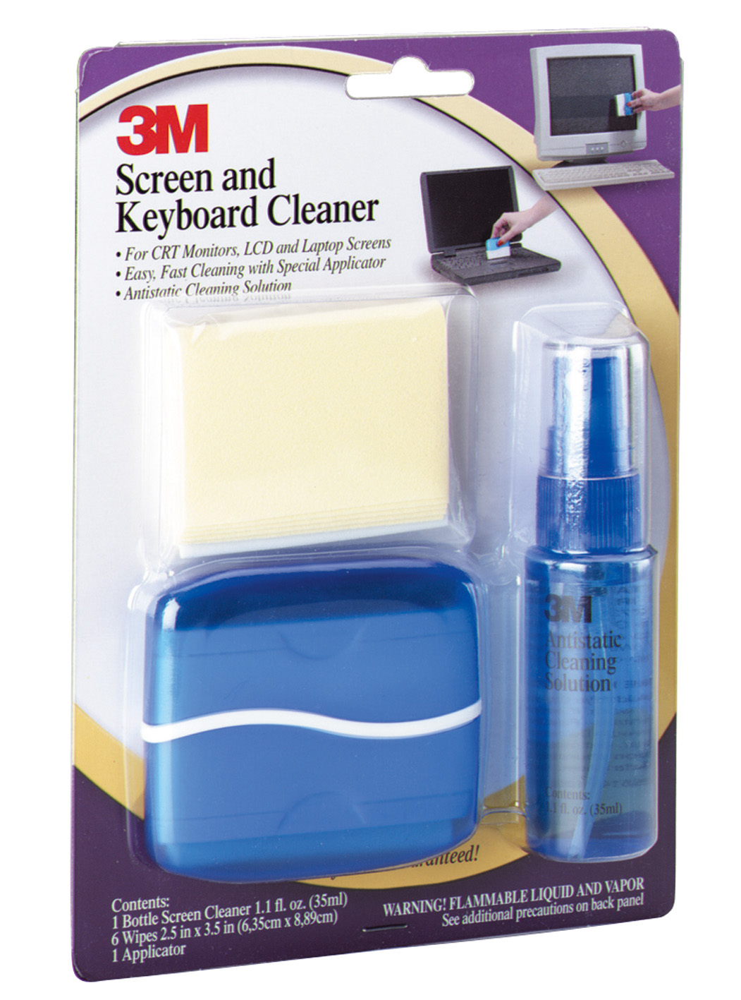 3M
Screen and
Keyboard Cleaner
• For CRT Monitors, LCD and Laptop Screens
• Easy, Fast Cleaning with Special Applicator
• Antistatic Cleaning Solution
3M
Antistatic
Cleaning
Solution
Contents:
1.1 fl. oz. (35ml)
Contents:
1 Bottle Screen Cleaner 1.1 fl. oz. (35ml)
6 Wipes 2.5 in x 3.5 in (6,35cm x 8,89cm)
1 Applicator
WARNING! FLAMMABLE LIQUID AND VAPOR
See additional precautions on back panel